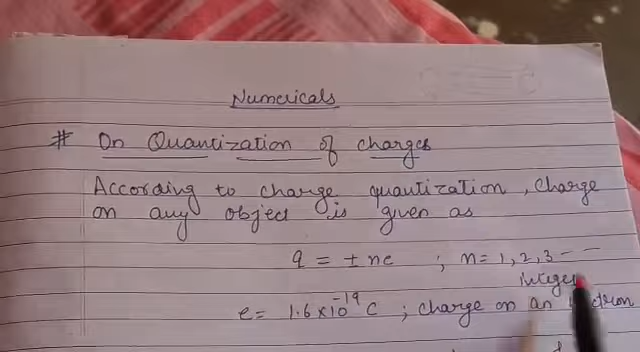 Numericals
# On Quantization of charges
According to charge quantization, charge
on any object is given as
q = ± ne ; n = 1, 2, 3 - -
integer
e = 1.6 × 10⁻¹⁹ C ; charge on an